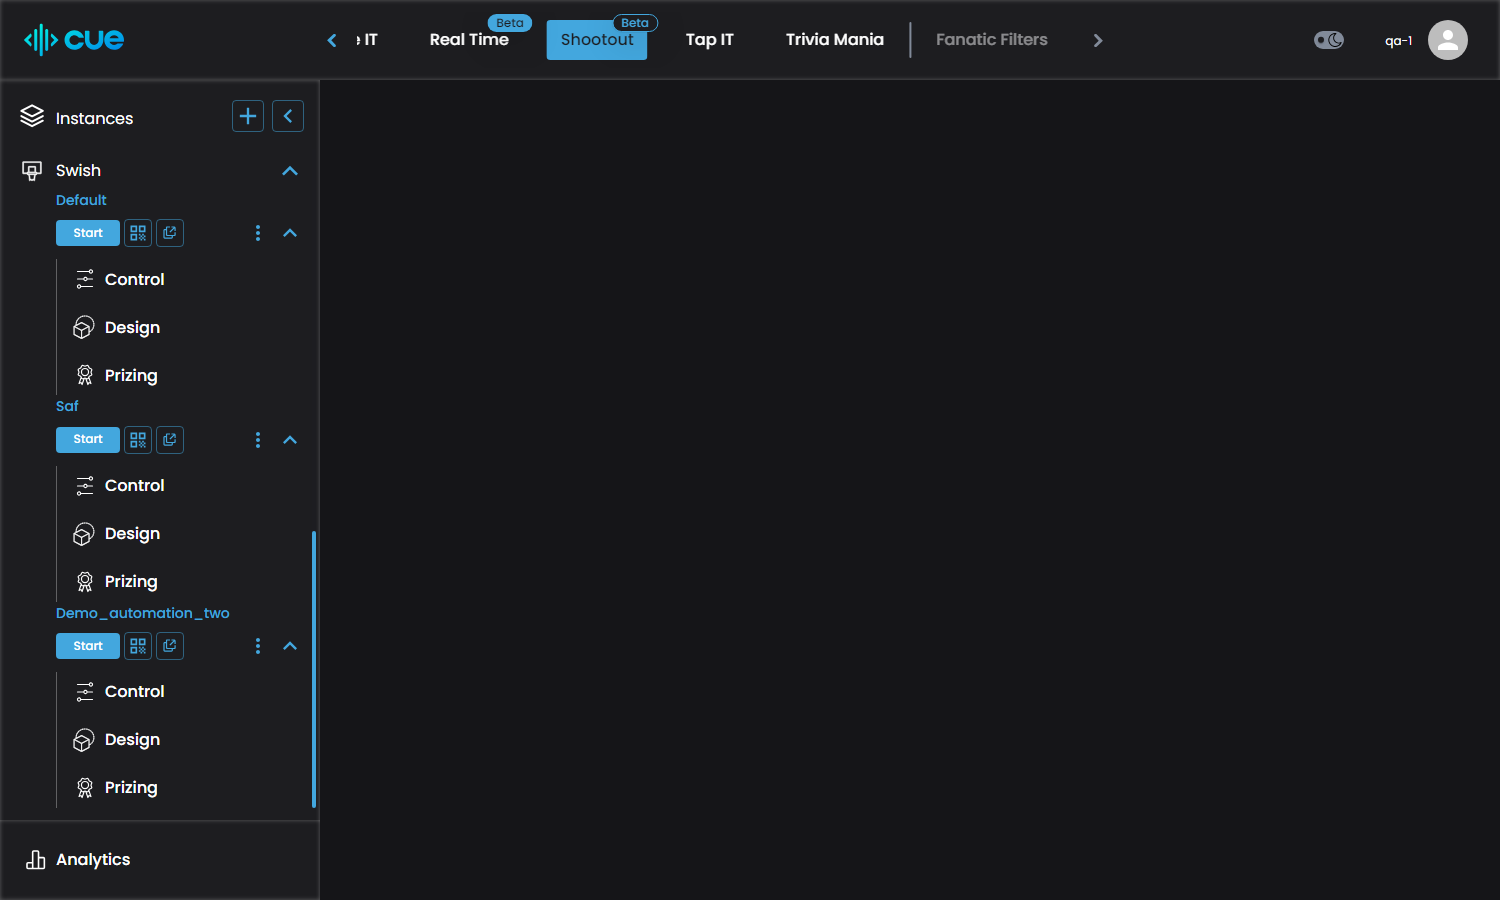 cue
IT
Real Time
Beta
Shootout
Beta
Tap IT
Trivia Mania
Fanatic Filters
qa-1
Instances
Swish
Default
Start
Control
Design
Prizing
Saf
Start
Control
Design
Prizing
Demo_automation_two
Start
Control
Design
Prizing
Analytics